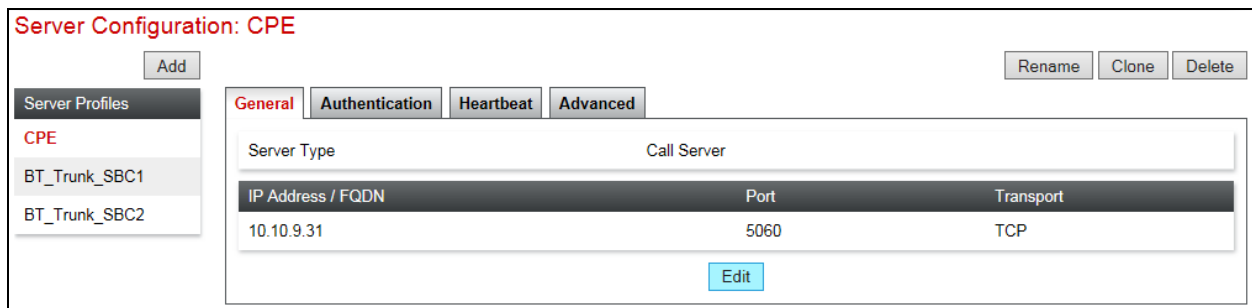 Server Configuration: CPE
Add
Rename Clone Delete
Server Profiles
CPE
BT_Trunk_SBC1
BT_Trunk_SBC2
General Authentication Heartbeat Advanced
Server Type Call Server
IP Address / FQDN Port Transport
10.10.9.31 5060 TCP
Edit